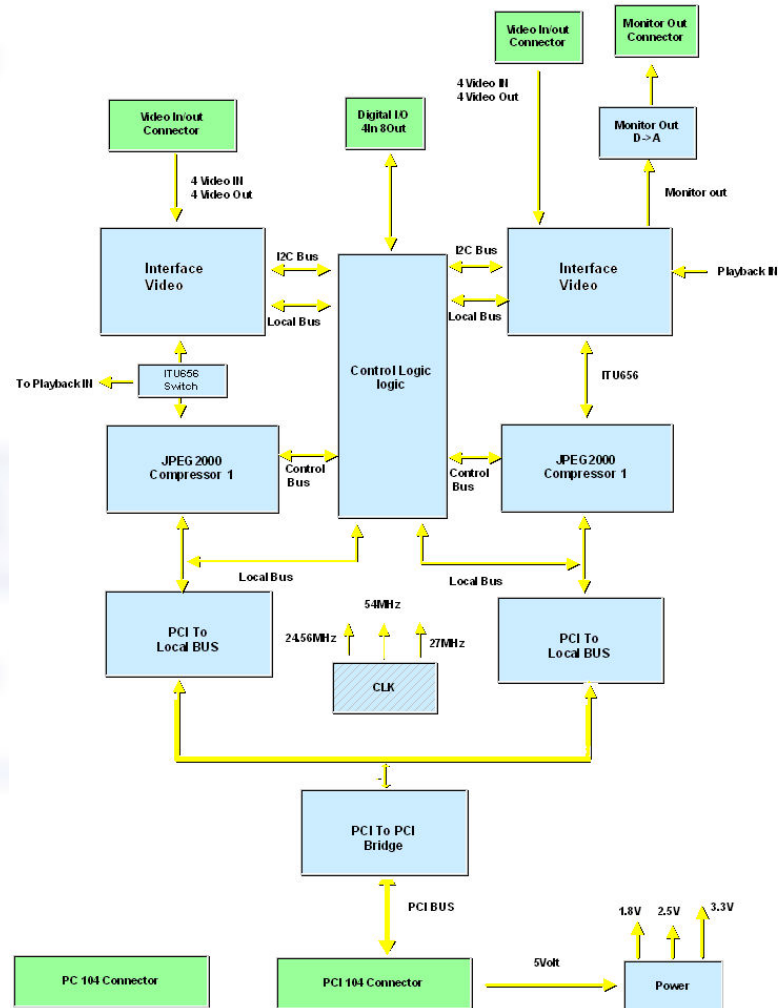 Video In/out
Connector
Monitor Out
Connector
4 Video IN
4 Video Out
Video In/out
Connector
Digital I/O
4In 8Out
Monitor Out
D->A
4 Video IN
4 Video Out
Monitor out
I2C Bus
I2C Bus
Interface
Video
Interface
Video
Playback IN
Local Bus
Local Bus
Control Logic
logic
To Playback IN
ITU656
Switch
ITU656
JPEG2000
Compressor 1
Control
Bus
Control
Bus
JPEG2000
Compressor 1
Local Bus
Local Bus
54MHz
PCI To
Local BUS
24.56MHz
27MHz
PCI To
Local BUS
CLK
PCI To PCI
Bridge
PCI BUS
1.8V
2.5V
3.3V
5Volt
PC 104 Connector
PCI 104 Connector
Power